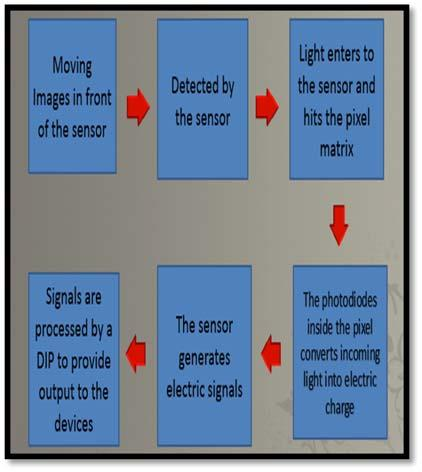 Moving
Images in front
of the sensor
Detected by
the sensor
Light enters to
the sensor and
hits the pixel
matrix
The photodiodes
inside the pixel
converts incoming
light into electric
charge
The sensor
generates
electric signals
Signals are
processed by a
DIP to provide
output to the
devices